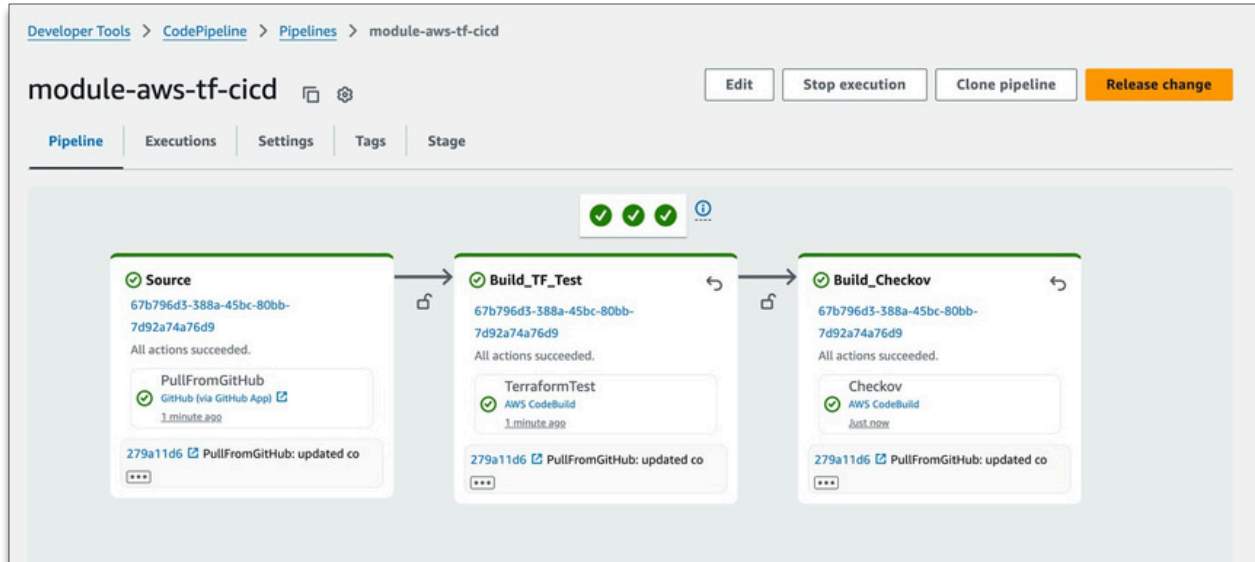 Developer Tools > CodePipeline > Pipelines > module-aws-tf-cicd
module-aws-tf-cicd
Edit
Stop execution
Clone pipeline
Release change
Pipeline
Executions
Settings
Tags
Stage
Source
67b796d3-388a-45bc-80bb-
7d92a74a76d9
All actions succeeded.
PullFromGitHub
GitHub (via GitHub App)
1 minute ago
279a11d6 PullFromGitHub: updated co
Build_TF_Test
67b796d3-388a-45bc-80bb-
7d92a74a76d9
All actions succeeded.
TerraformTest
AWS CodeBuild
1 minute ago
279a11d6 PullFromGitHub: updated co
Build_Checkov
67b796d3-388a-45bc-80bb-
7d92a74a76d9
All actions succeeded.
Checkov
AWS CodeBuild
Just now
279a11d6 PullFromGitHub: updated co